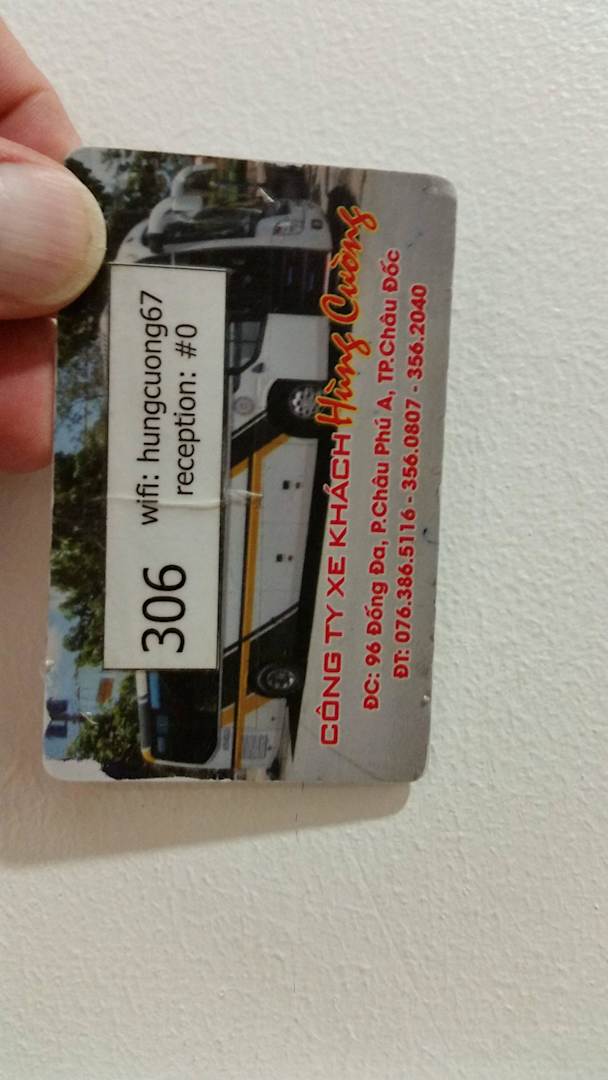 306 wifi: hungcuong67
reception: #0
CÔNG TY XE KHÁCH Hùng Cường
ĐC: 96 Đống Đa, P.Châu Phú A, TP.Châu Đốc
ĐT: 076.386.5116 - 356.0807 - 356.2040